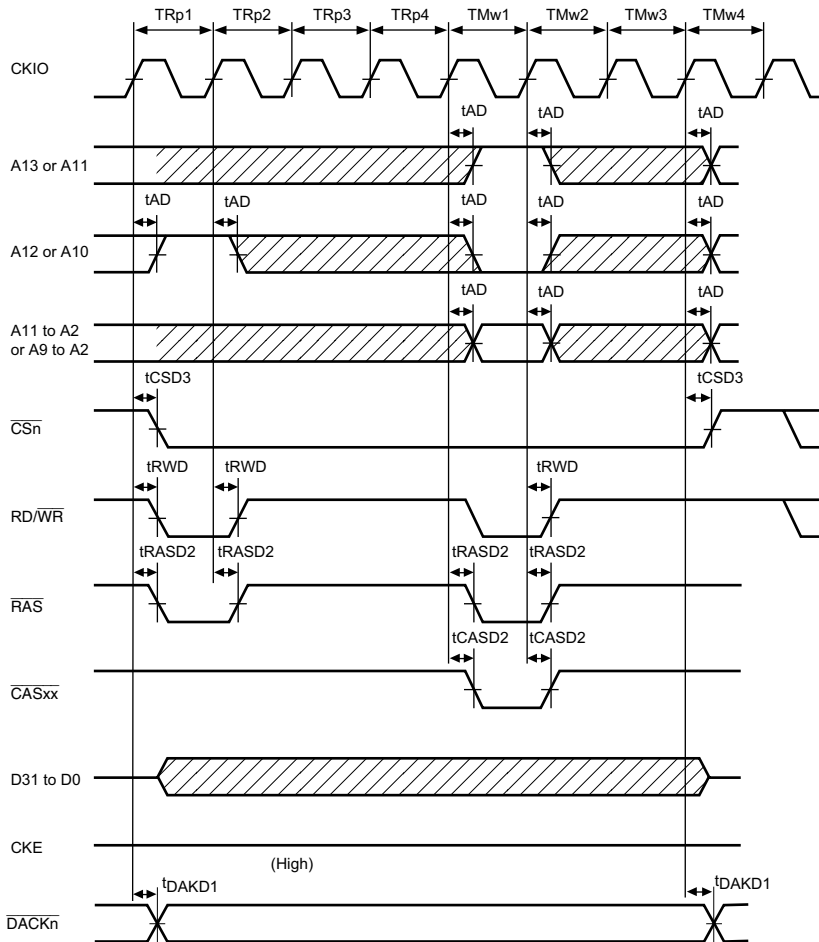 TRp1 TRp2 TRp3 TRp4 TMw1 TMw2 TMw3 TMw4
CKIO
tAD tAD tAD
A13 or A11
tAD tAD tAD tAD tAD
A12 or A10
tAD tAD tAD
A11 to A2
or A9 to A2
tCSD3 tCSD3
CSn
tRWD tRWD tRWD
RD/WR
tRASD2 tRASD2 tRASD2 tRASD2
RAS
tCASD2 tCASD2
CASxx
D31 to D0
CKE
(High)
tDAKD1 tDAKD1
DACKn